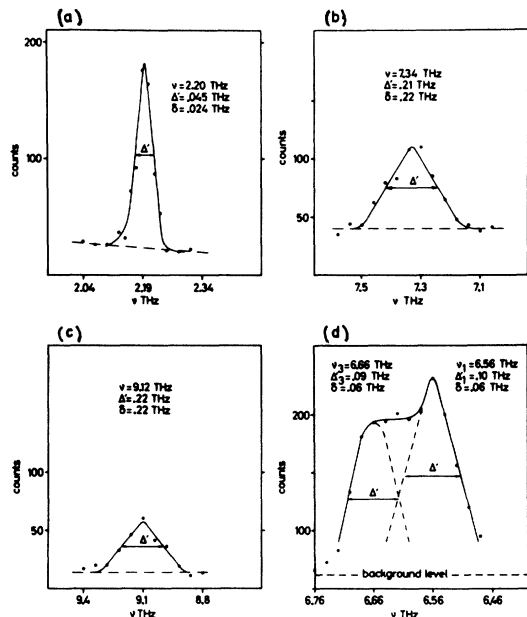 (a)
200
100
counts
ν = 2.20 THz
Δ' = .045 THz
δ = .024 THz
Δ'
2.04 2.19 2.34
ν THz
(b)
100
50
counts
ν = 7.34 THz
Δ' = .21 THz
δ = .22 THz
Δ'
7.5 7.3 7.1
ν THz
(c)
100
50
counts
ν = 9.12 THz
Δ' = .22 THz
δ = .22 THz
Δ'
9.4 9.1 8.8
ν THz
(d)
200
100
counts
ν3 = 6.66 THz
Δ'3 = .09 THz
δ = .06 THz
ν1 = 6.56 THz
Δ'1 = .10 THz
δ = .06 THz
Δ'
Δ'
background level
6.76 6.66 6.56 6.46
ν THz